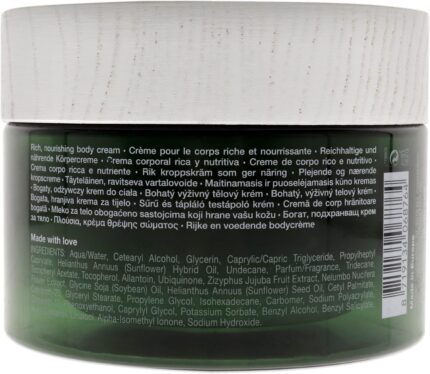 Rich, nourishing body cream - Crème pour le corps riche et nourrissante - Reichhaltige und
nährende Körpercreme - Crema corporal rica y nutritiva - Creme de corpo rico e nutritivo -
Crema corpo ricca e nutriente - Rik kroppskräm som ger näring - Plejende og nærende
kropscreme - Täyteläinen, ravitseva vartalovoide - Maitinamasis ir puoselėjamasis kūno kremas
- Bogaty, odżywczy krem do ciała - Bohatý výživný tělový krém - Bohatý, výživný telový krém -
Bogata, hranjiva krema za tijelo - Sűrű és tápláló testápoló krém - Cremă de corp hrănitoare
bogată - Mleko za telo obogaćeno sastojcima koji hrane vašu kožu - Богат, подхранващ крем
за тяло - Πλούσια, κρέμα θρέψης σώματος - Rijke en voedende bodycrème
Made with love
INGREDIENTS: Aqua/Water, Cetearyl Alcohol, Glycerin, Caprylic/Capric Triglyceride, Propylheptyl
Caprylate, Helianthus Annuus (Sunflower) Hybrid Oil, Undecane, Parfum/Fragrance, Tridecane,
Tocopheryl Acetate, Tocopherol, Allantoin, Ubiquinone, Zizyphus Jujuba Fruit Extract, Nelumbo Nucifera
Extract, Glycine Soja (Soybean) Oil, Helianthus Annuus (Sunflower) Seed Oil, Cetyl Palmitate,
Glyceryl Stearate, Propylene Glycol, Isohexadecane, Carbomer, Sodium Polyacrylate,
Phenoxyethanol, Caprylyl Glycol, Potassium Sorbate, Benzyl Alcohol, Benzyl Salicylate,
Linalool, Alpha-Isomethyl Ionone, Sodium Hydroxide.